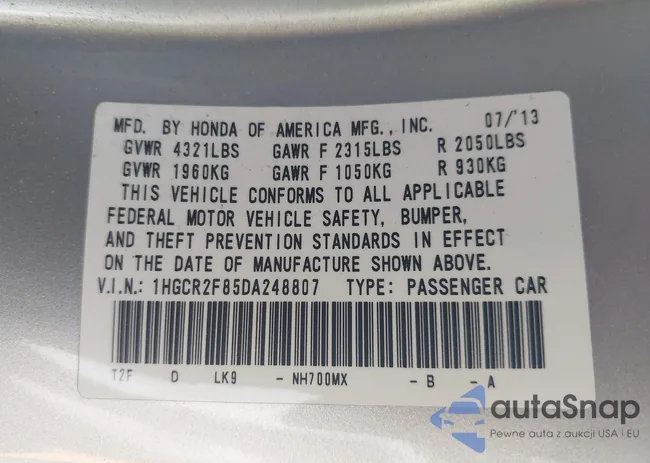 MFD. BY HONDA OF AMERICA MFG., INC. 07/'13
GVWR 4321LBS GAWR F 2315LBS R 2050LBS
GVWR 1960KG GAWR F 1050KG R 930KG
THIS VEHICLE CONFORMS TO ALL APPLICABLE
FEDERAL MOTOR VEHICLE SAFETY, BUMPER,
AND THEFT PREVENTION STANDARDS IN EFFECT
ON THE DATE OF MANUFACTURE SHOWN ABOVE.
V.I.N.: 1HGCR2F85DA248807 TYPE: PASSENGER CAR
T2F D LK9 - NH700MX - B - A
autaSnap
Pewne auta z aukcji USA i EU